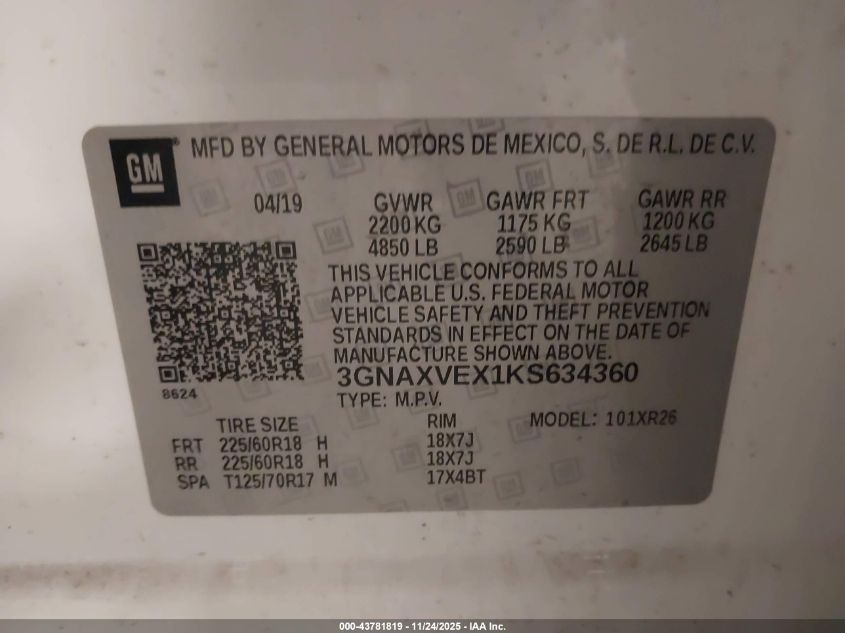 GM ® MFD BY GENERAL MOTORS DE MEXICO, S. DE R.L. DE C.V.
04/19 GVWR GAWR FRT GAWR RR
2200 KG 1175 KG 1200 KG
4850 LB 2590 LB 2645 LB
THIS VEHICLE CONFORMS TO ALL
APPLICABLE U.S. FEDERAL MOTOR
VEHICLE SAFETY AND THEFT PREVENTION
STANDARDS IN EFFECT ON THE DATE OF
MANUFACTURE SHOWN ABOVE.
3GNAXVEX1KS634360
8624
TYPE: M.P.V.
TIRE SIZE RIM MODEL: 101XR26
FRT 225/60R18 H 18X7J
RR 225/60R18 H 18X7J
SPA T125/70R17 M 17X4BT
000-43781819 - 11/24/2025 - IAA Inc.